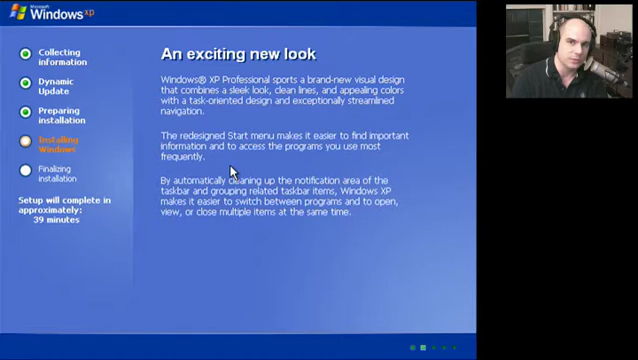 Microsoft
Windows xp
Collecting
information
Dynamic
Update
Preparing
installation
Installing
Windows
Finalizing
installation
Setup will complete in
approximately:
39 minutes
An exciting new look
Windows® XP Professional sports a brand-new visual design
that combines a sleek look, clean lines, and appealing colors
with a task-oriented design and exceptionally streamlined
navigation.
The redesigned Start menu makes it easier to find important
information and to access the programs you use most
frequently.
By automatically cleaning up the notification area of the
taskbar and grouping related taskbar items, Windows XP
makes it easier to switch between programs and to open,
view, or close multiple items at the same time.